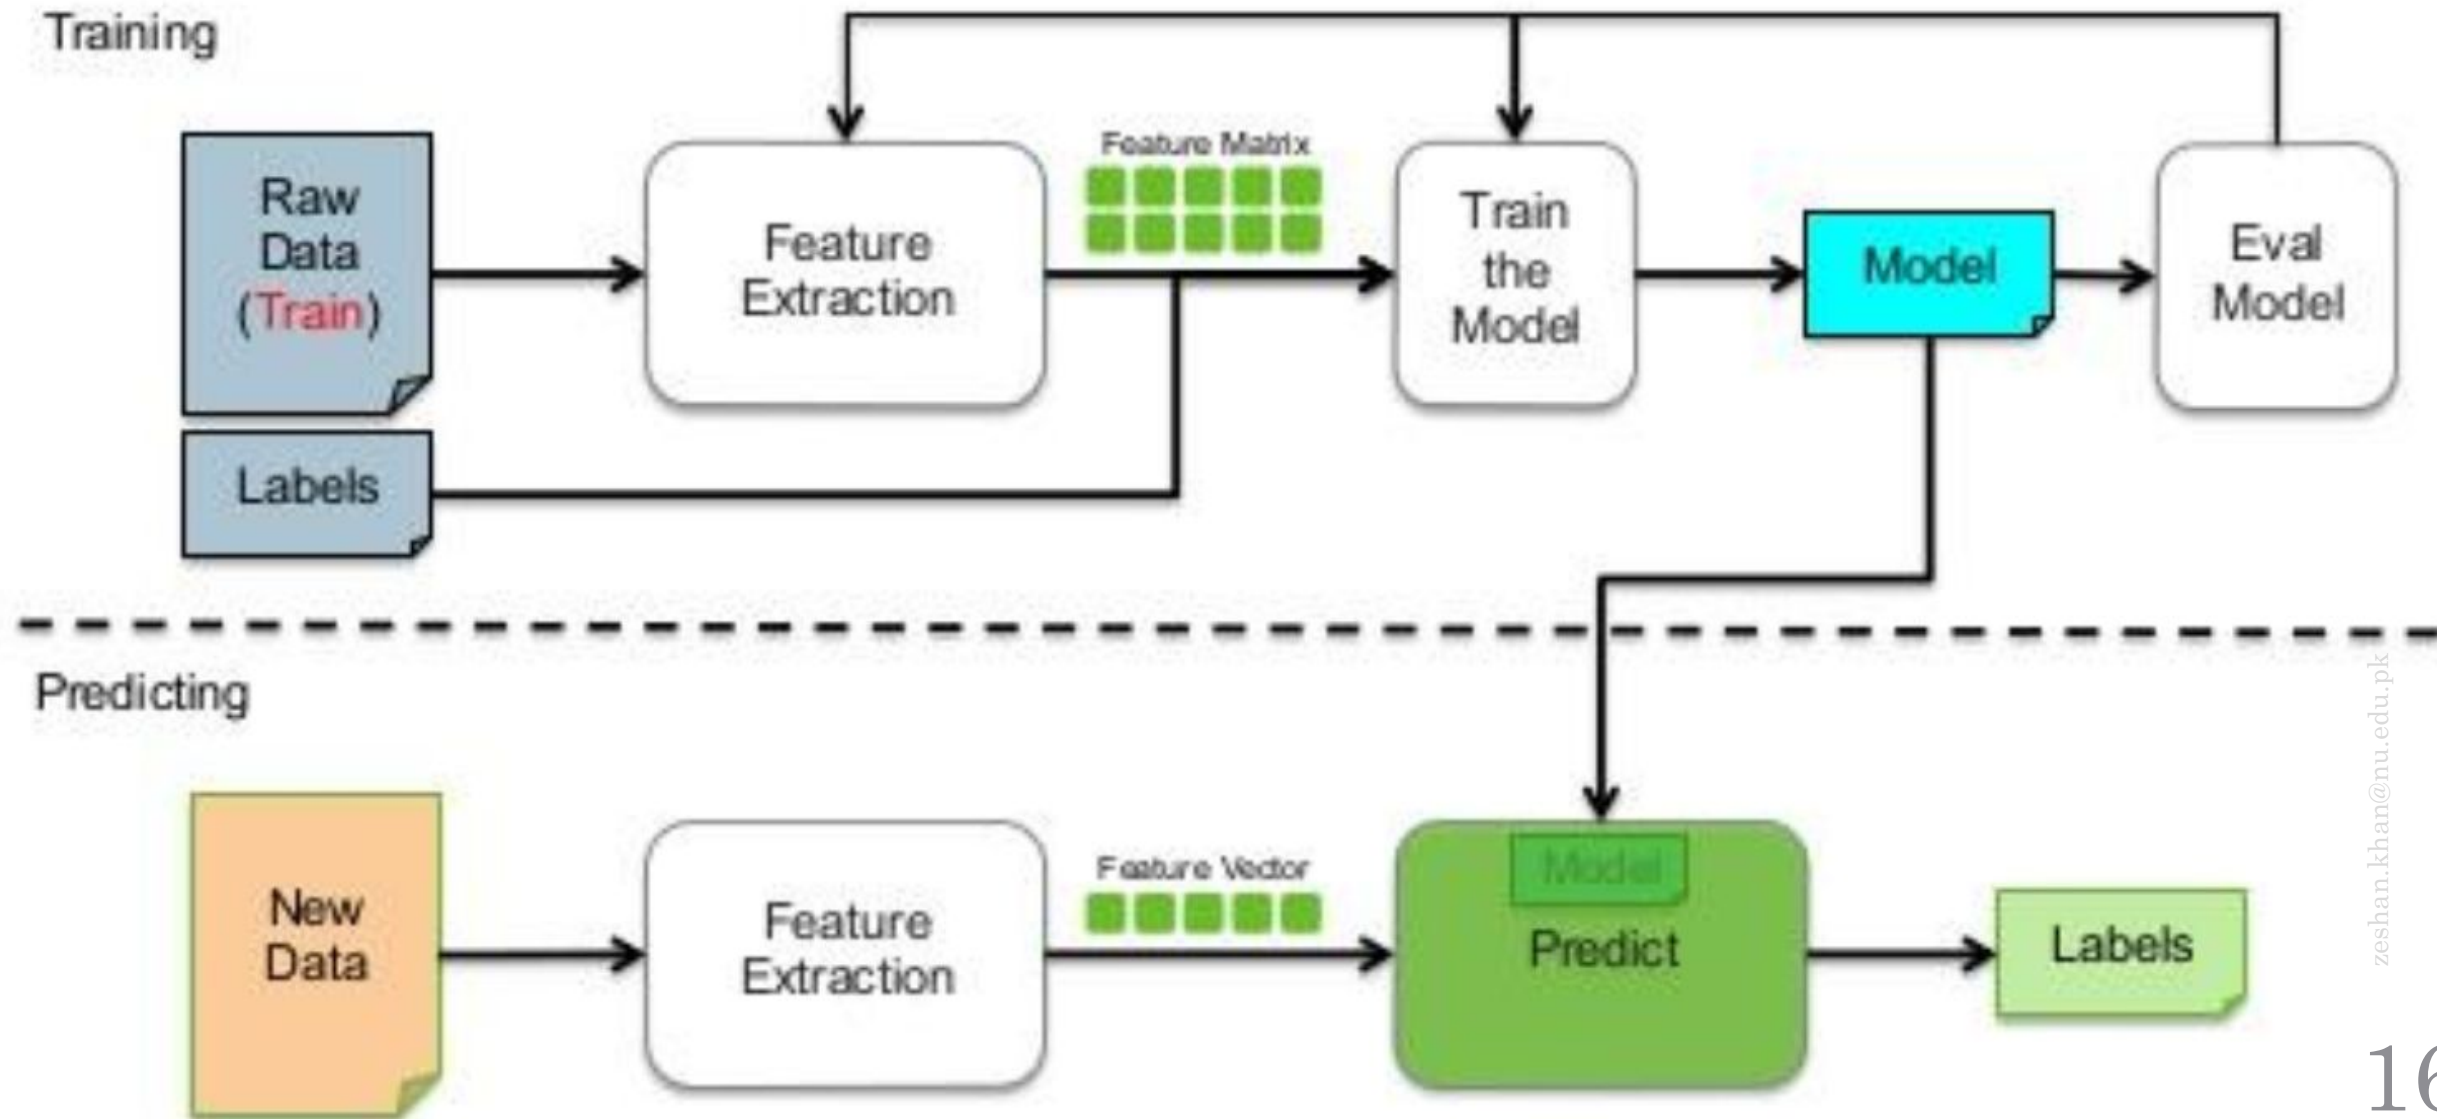 Training
Raw
Data
(Train)
Feature
Extraction
Feature Matrix
Train
the
Model
Model
Eval
Model
Labels
Predicting
New
Data
Feature
Extraction
Feature Vector
Model
Predict
Labels
zeshan.khan@nu.edu.pk
16